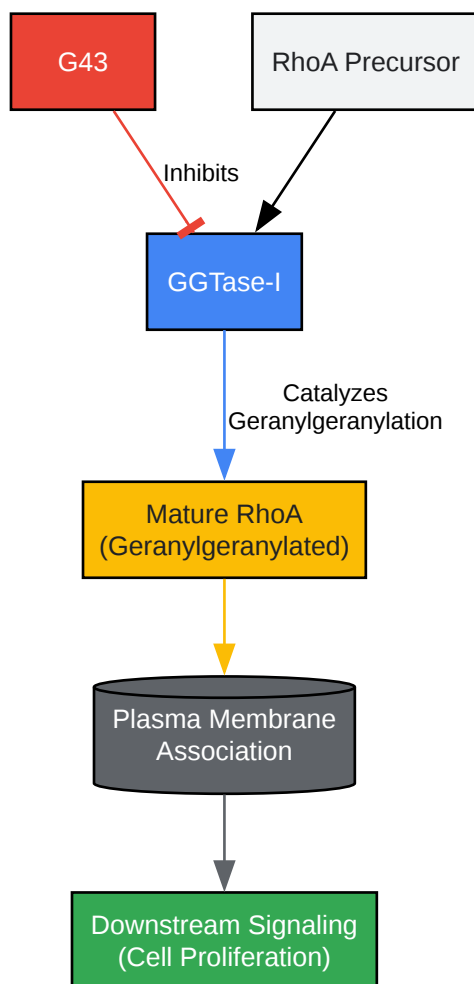 G43
RhoA Precursor
Inhibits
GGTase-I
Catalyzes
Geranylgeranylation
Mature RhoA
(Geranylgeranylated)
Plasma Membrane
Association
Downstream Signaling
(Cell Proliferation)